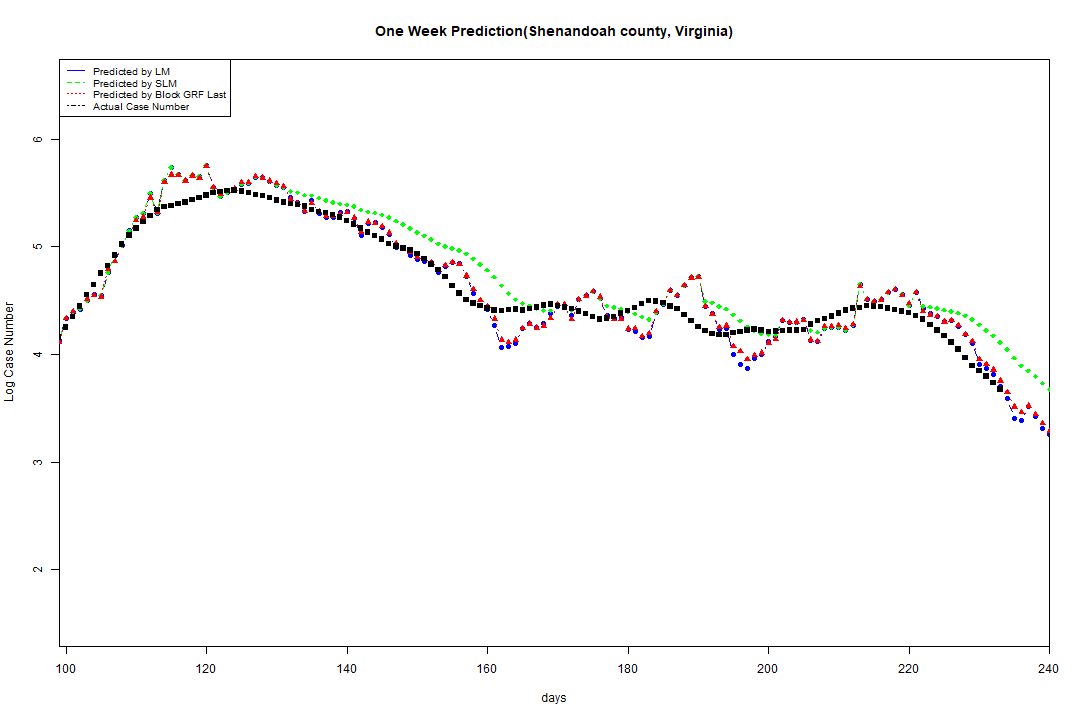 One Week Prediction(Shenandoah county, Virginia)
Predicted by LM
Predicted by SLM
Predicted by Block GRF Last
Actual Case Number
6
5
4
3
2
Log Case Number
100 120 140 160 180 200 220 240
days